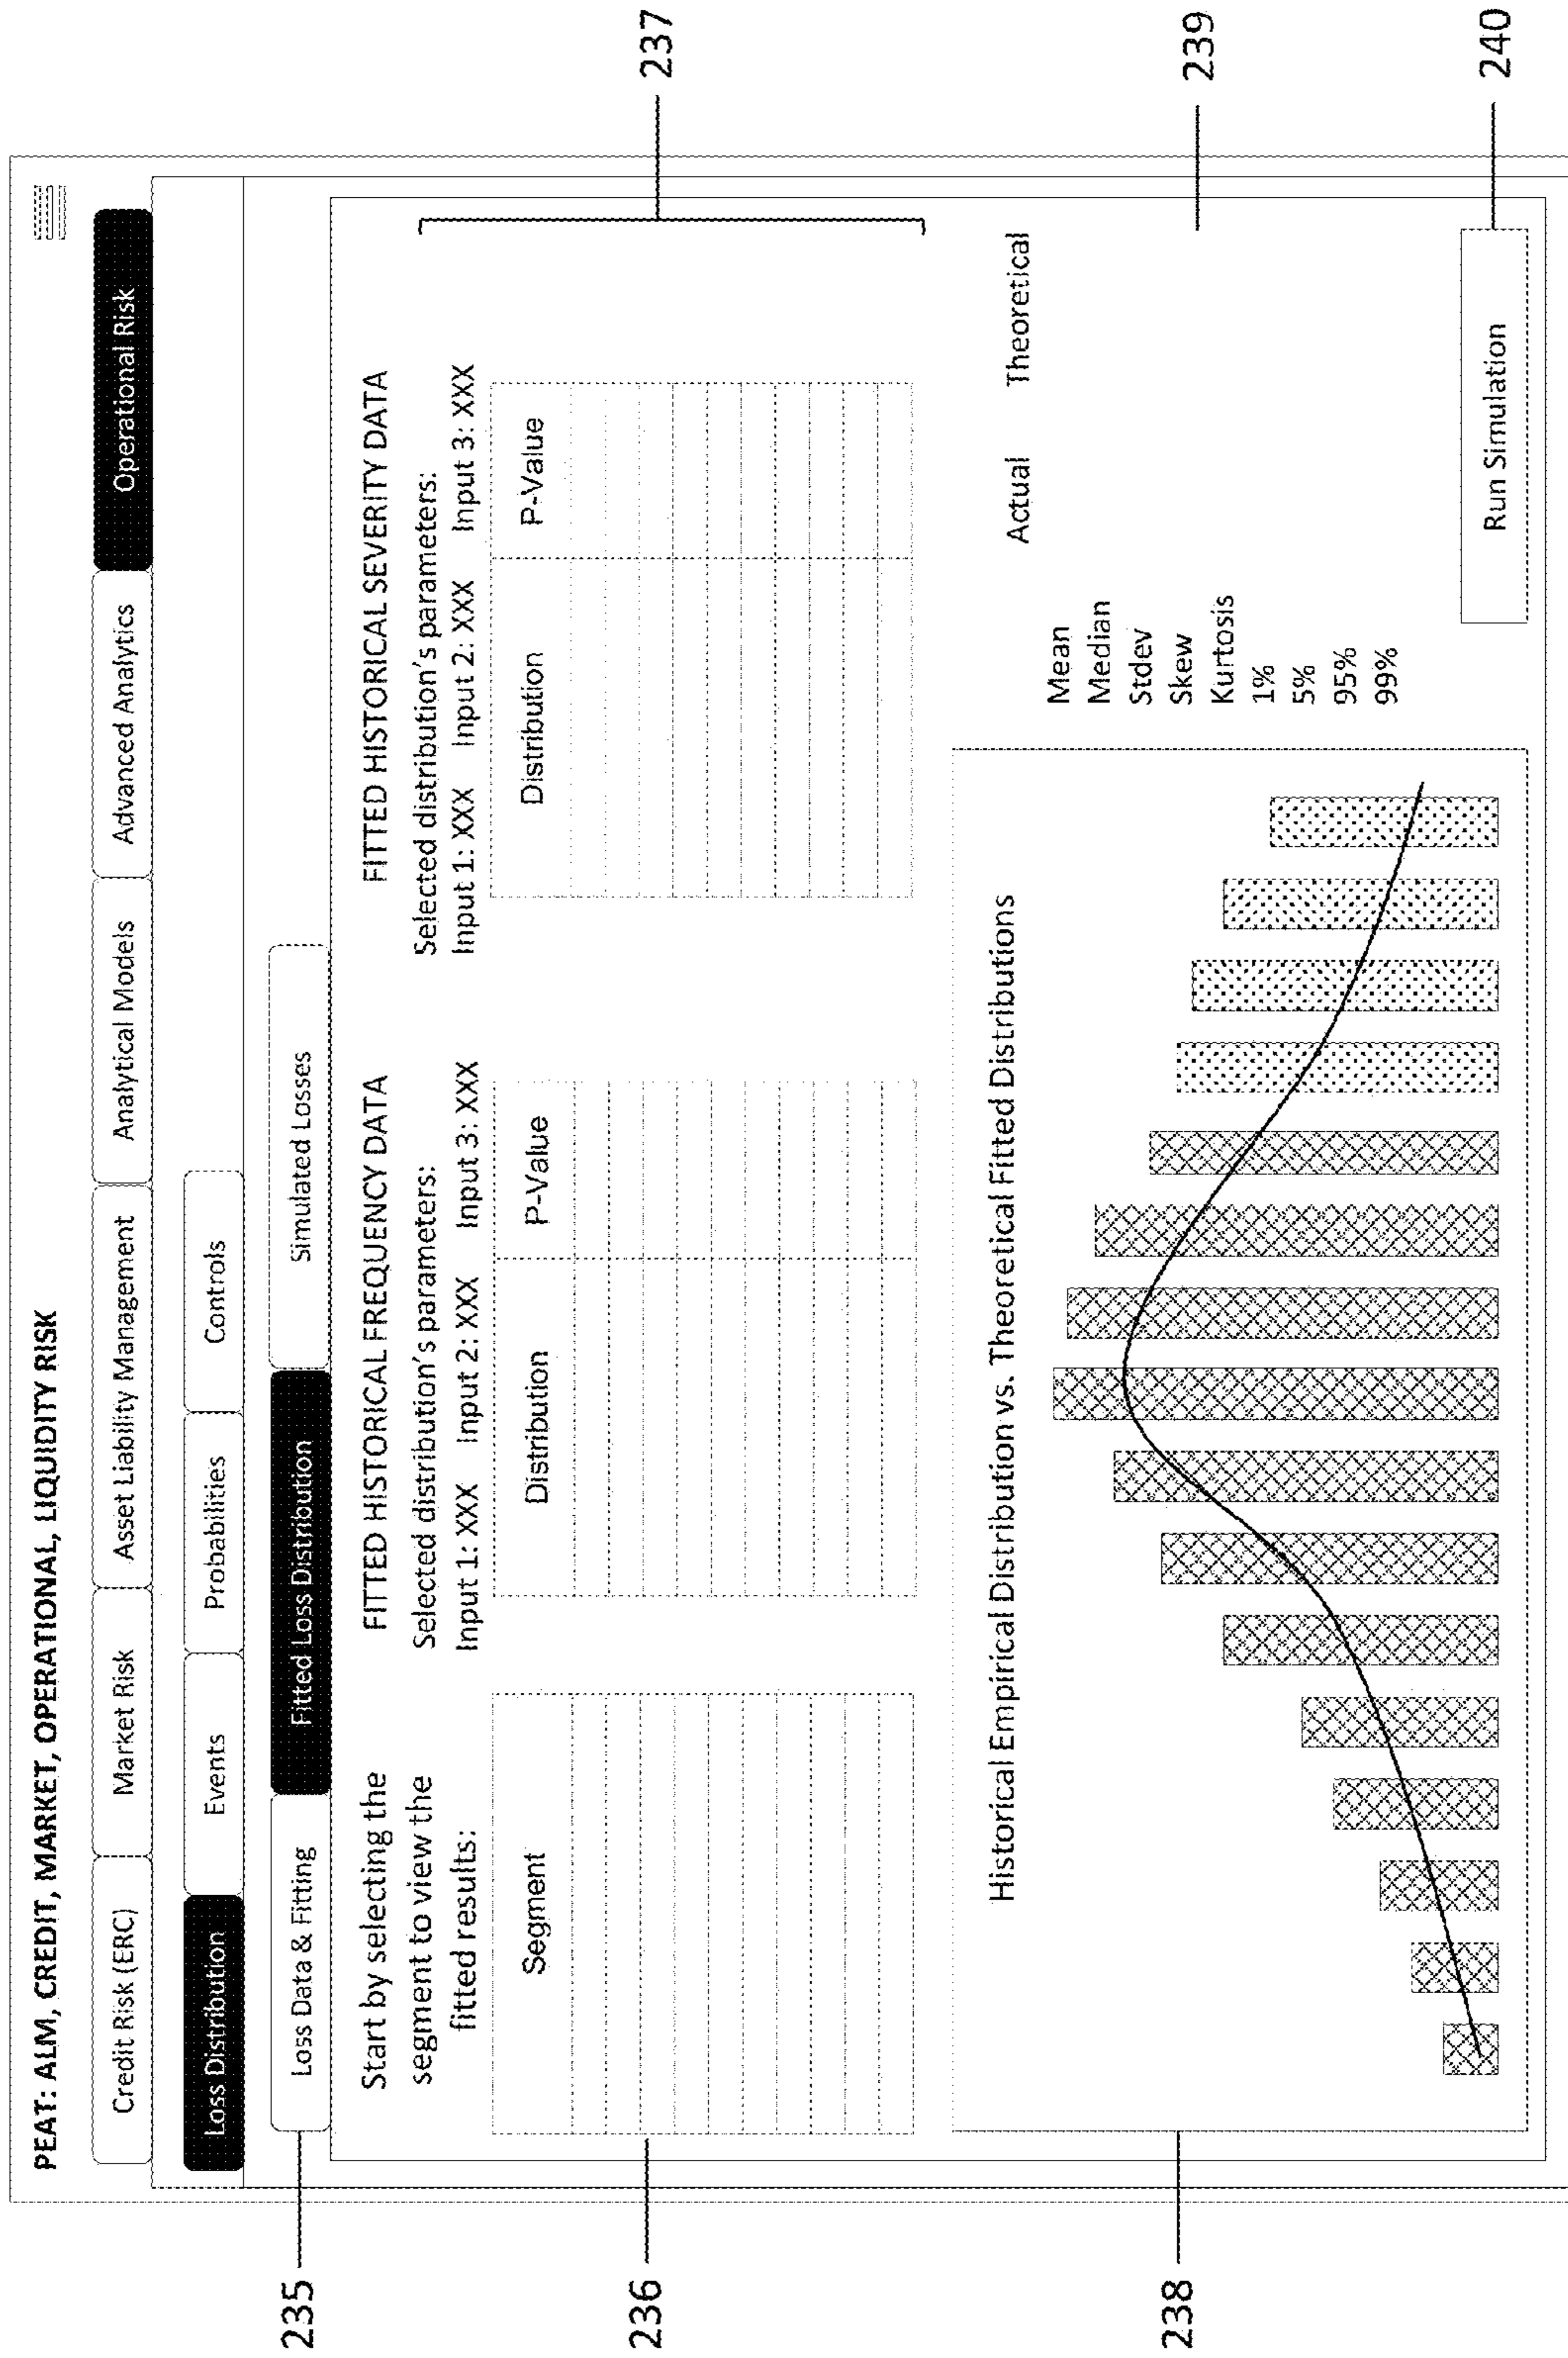 PEAT: ALM, CREDIT, MARKET, OPERATIONAL, LIQUIDITY RISK
Credit Risk (ERC)
Market Risk
Asset Liability Management
Analytical Models
Advanced Analytics
Operational Risk
Loss Distribution
Events
Probabilities
Controls
235
Loss Data & Fitting
Fitted Loss Distribution
Simulated Losses
Start by selecting the
segment to view the
fitted results:
236
Segment
FITTED HISTORICAL FREQUENCY DATA
Selected distribution's parameters:
Input 1: XXX Input 2: XXX Input 3: XXX
Distribution P-Value
FITTED HISTORICAL SEVERITY DATA
Selected distribution's parameters:
Input 1: XXX Input 2: XXX Input 3: XXX
Distribution P-Value
237
238
Historical Empirical Distribution vs. Theoretical Fitted Distributions
Actual Theoretical
Mean
Median
Stdev
Skew
Kurtosis
1%
5%
95%
99%
239
Run Simulation
240